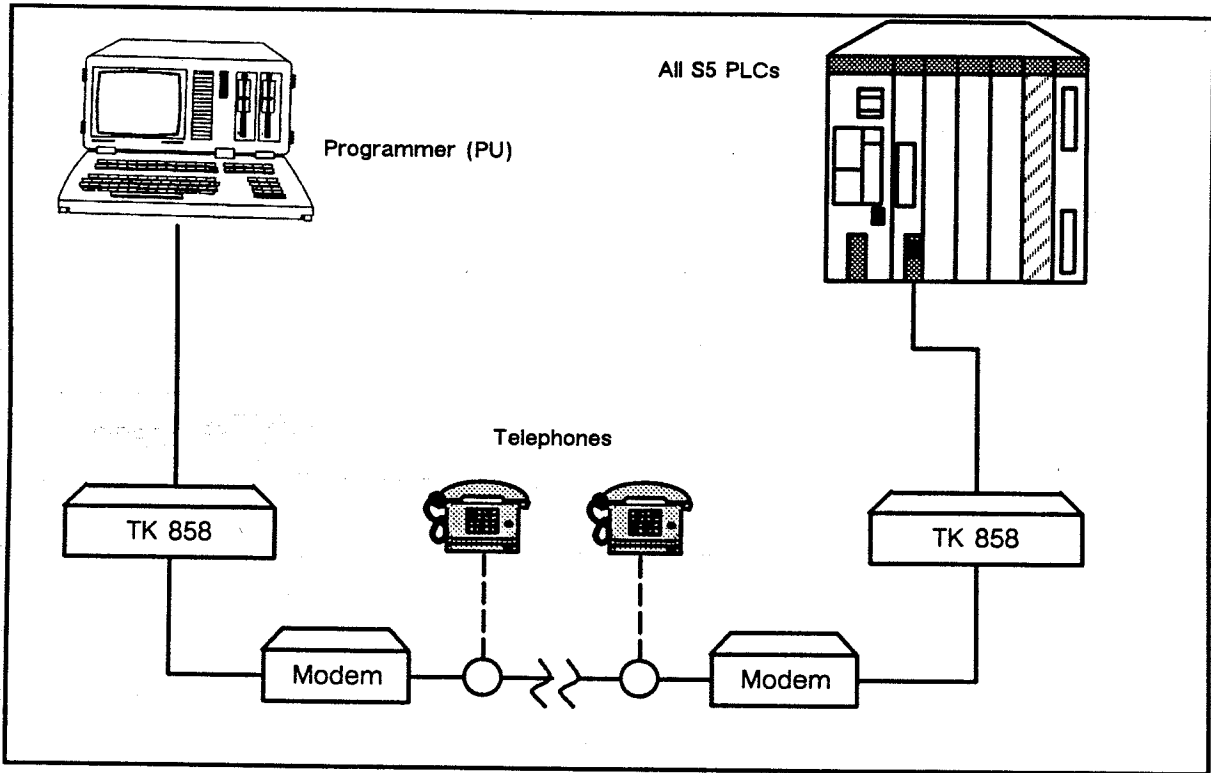 All S5 PLCs
Programmer (PU)
Telephones
TK 858
TK 858
Modem
Modem